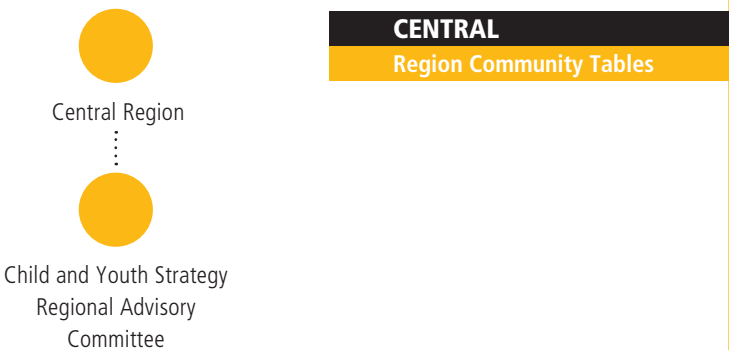 CENTRAL
Region Community Tables
Central Region
Child and Youth Strategy
Regional Advisory
Committee